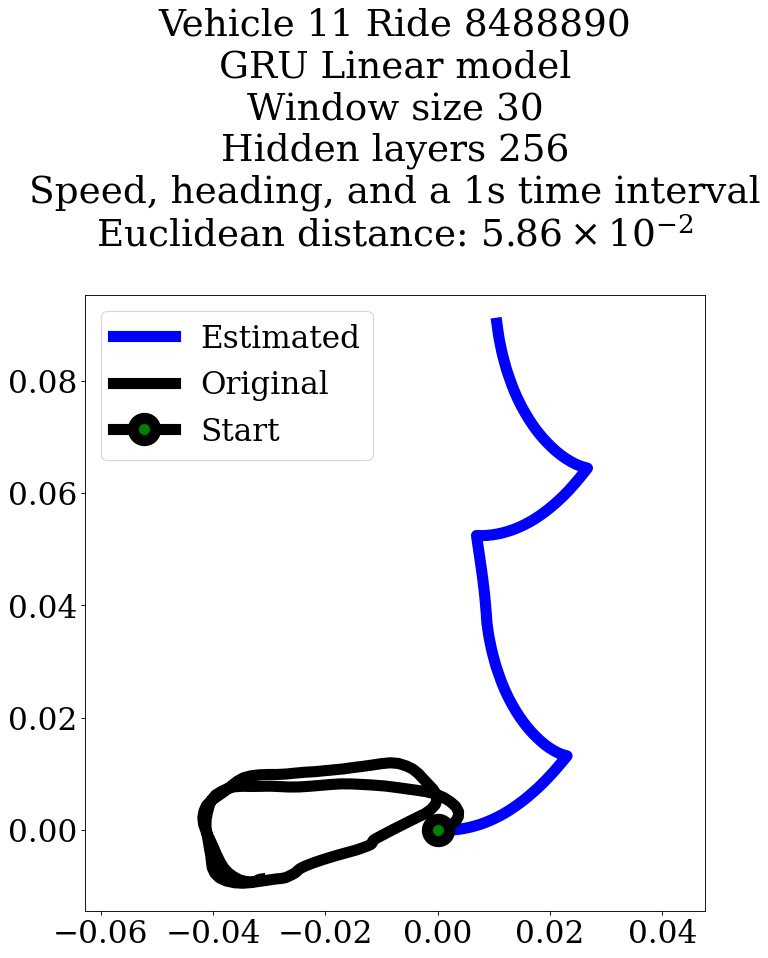 Vehicle 11 Ride 8488890
GRU Linear model
Window size 30
Hidden layers 256
Speed, heading, and a 1s time interval
Euclidean distance: 5.86 × 10⁻²
Estimated
Original
Start
0.08
0.06
0.04
0.02
0.00
−0.06 −0.04 −0.02 0.00 0.02 0.04